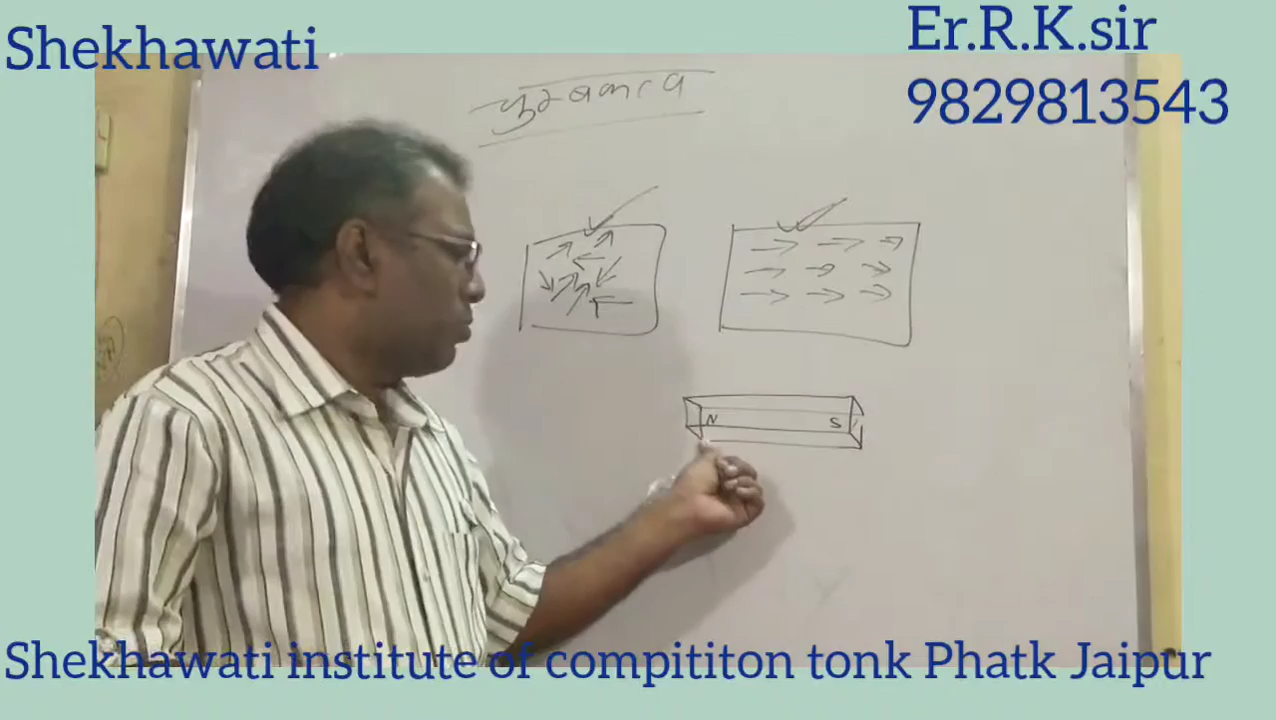 Shekhawati
Er.R.K.sir
9829813543
चुम्बकत्व
N S
Shekhawati institute of compititon tonk Phatk Jaipur